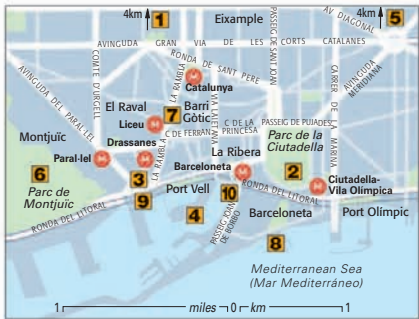 4km
1
Eixample
PASSEIG DE SANT JOAN
AV DIAGONAL
4km
5
AVINGUDA GRAN VIA DE LES CORTS CATALANES
RONDA DE SANT PERE
AVINGUDA DEL PARAL·LEL
COMTE D'URGELL
LA RAMBLA
M
Catalunya
VIA LAIETANA
CARRER DE LA MARINA
AVINGUDA MERIDIANA
El Raval
7
Barri
Gòtic
Liceu
M
C DE FERRAN
C DE LA
PRINCESA
PASSEIG DE PUJADES
Montjuïc
Drassanes
M
La Ribera
Parc de la
Ciutadella
Paral·lel
M
Barceloneta
M
6
3
LA RAMBLA
2
M
Ciutadella-
Vila Olímpica
Parc de
Montjuïc
Port Vell
10
RONDA DEL LITORAL
9
4
PASSEIG JOAN
DE BORBÓ
Barceloneta
Port Olímpic
RONDA DEL LITORAL
8
Mediterranean Sea
(Mar Mediterráneo)
1 miles 0 km 1